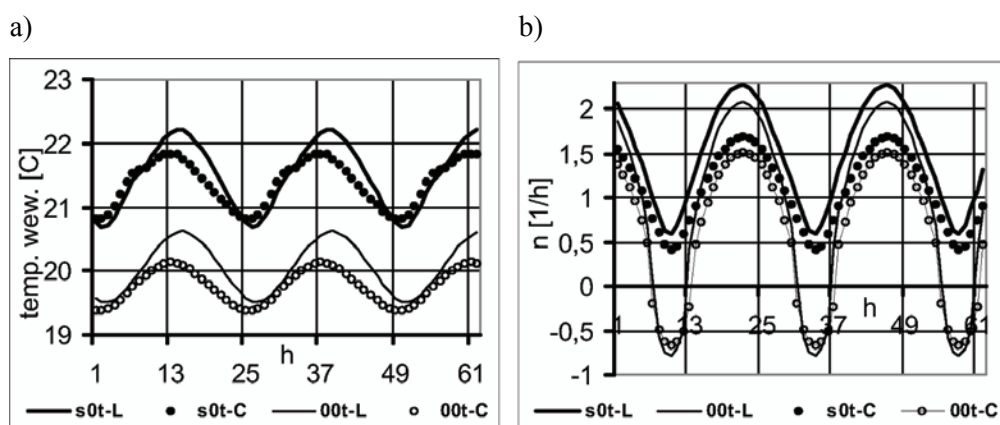 a)
b)
23
22
21
20
19
temp. wew. [C]
h
1 13 25 37 49 61
s0t-L s0t-C 00t-L 00t-C
2
1,5
1
0,5
0
-0,5
-1
n [1/h]
h
1 13 25 37 49 61
s0t-L 00t-L s0t-C 00t-C